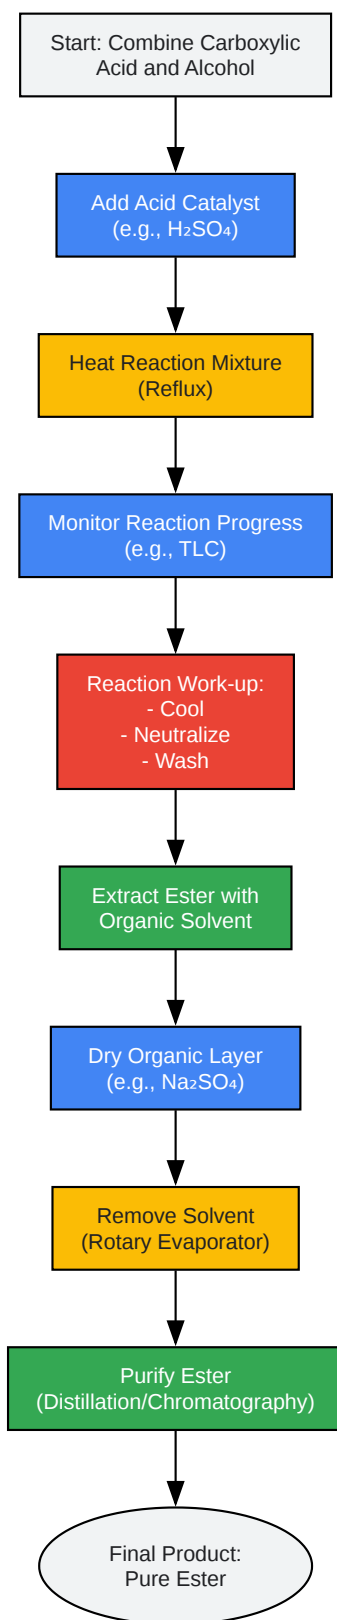 Start: Combine Carboxylic
Acid and Alcohol
Add Acid Catalyst
(e.g., H₂SO₄)
Heat Reaction Mixture
(Reflux)
Monitor Reaction Progress
(e.g., TLC)
Reaction Work-up:
- Cool
- Neutralize
- Wash
Extract Ester with
Organic Solvent
Dry Organic Layer
(e.g., Na₂SO₄)
Remove Solvent
(Rotary Evaporator)
Purify Ester
(Distillation/Chromatography)
Final Product:
Pure Ester